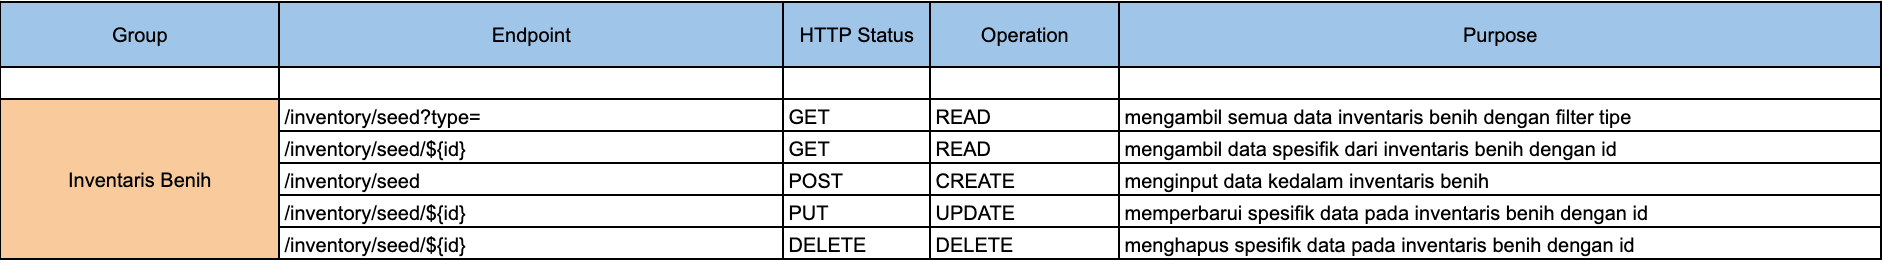 Group Endpoint HTTP Status Operation Purpose
/inventory/seed?type= GET READ mengambil semua data inventaris benih dengan filter tipe
/inventory/seed/${id} GET READ mengambil data spesifik dari inventaris benih dengan id
Inventaris Benih /inventory/seed POST CREATE menginput data kedalam inventaris benih
/inventory/seed/${id} PUT UPDATE memperbarui spesifik data pada inventaris benih dengan id
/inventory/seed/${id} DELETE DELETE menghapus spesifik data pada inventaris benih dengan id